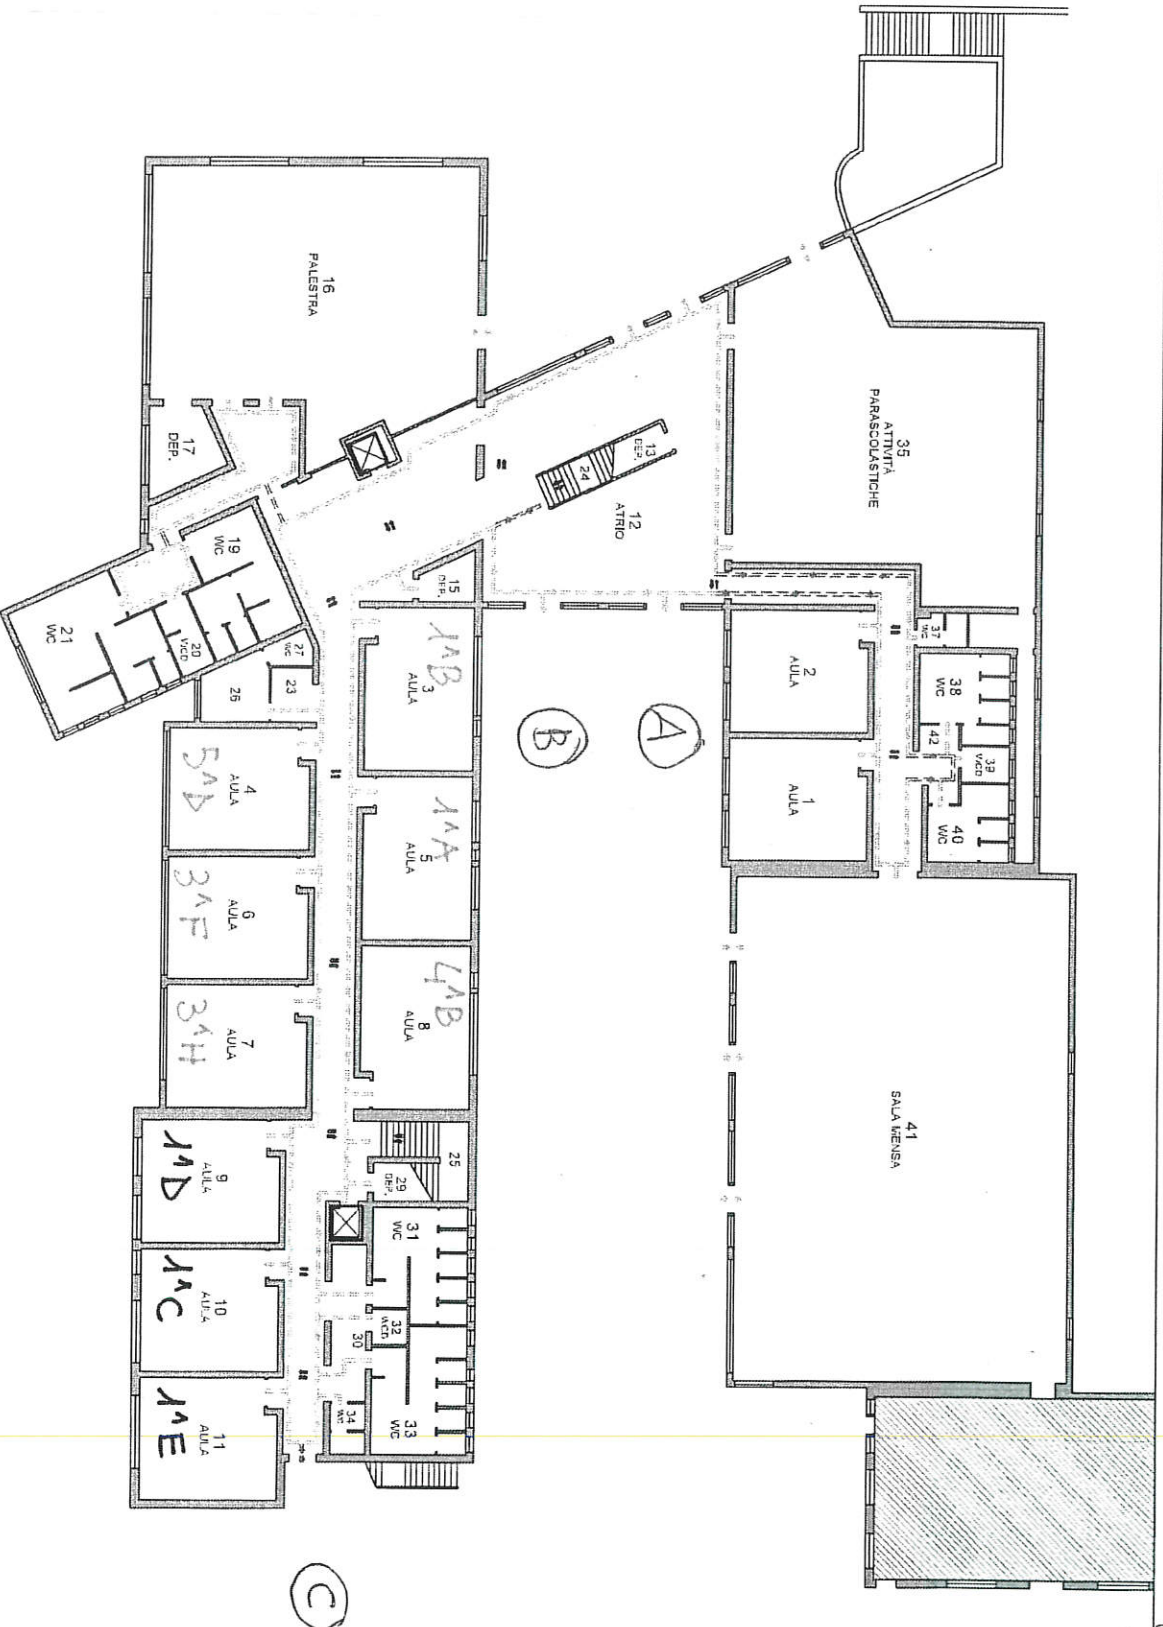 16
PALESTRA
17
DEP.
35
ATTIVITÀ
PARASCOLASTICHE
13
DEP.
24
12
ATRIO
15
DEP.
19
WC
20
WCD
21
WC
27
WC
23
26
37
WC
38
WC
42
39
WCD
40
WC
2
AULA
1
AULA
A
B
1^B
3
AULA
5^D
4
AULA
1^A
5
AULA
3^F
6
AULA
3^H
7
AULA
4^B
8
AULA
41
SALA MENSA
25
29
DEP.
1^D
9
AULA
1^C
10
AULA
1^E
11
AULA
31
WC
32
WCD
30
33
WC
34
WC
C